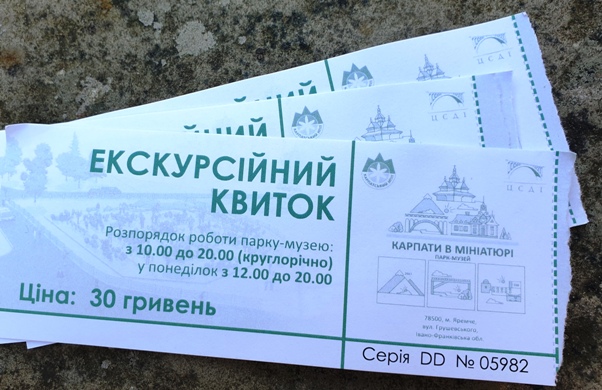 ЕКСКУРСІЙНИЙ
КВИТОК
Розпорядок роботи парку-музею:
з 10.00 до 20.00 (круглорічно)
у понеділок з 12.00 до 20.00
Ціна: 30 гривень
ЦСДІ
КАРПАТИ В МІНІАТЮРІ
ПАРК-МУЗЕЙ
78500, м. Яремче,
вул. Грушевського,
Івано-Франківська обл.
Серія DD № 05982